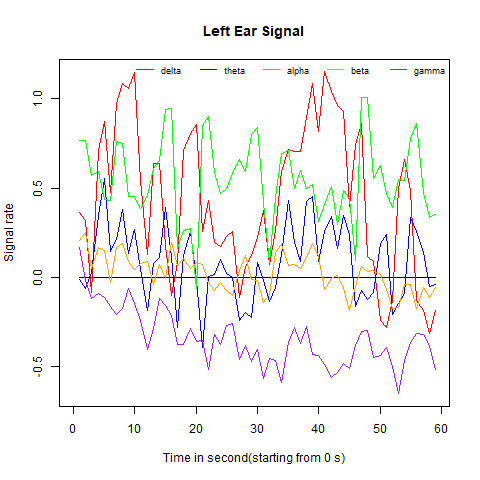 Left Ear Signal
delta theta alpha beta gamma
Signal rate
1.0
0.5
0.0
-0.5
0 10 20 30 40 50 60
Time in second(starting from 0 s)